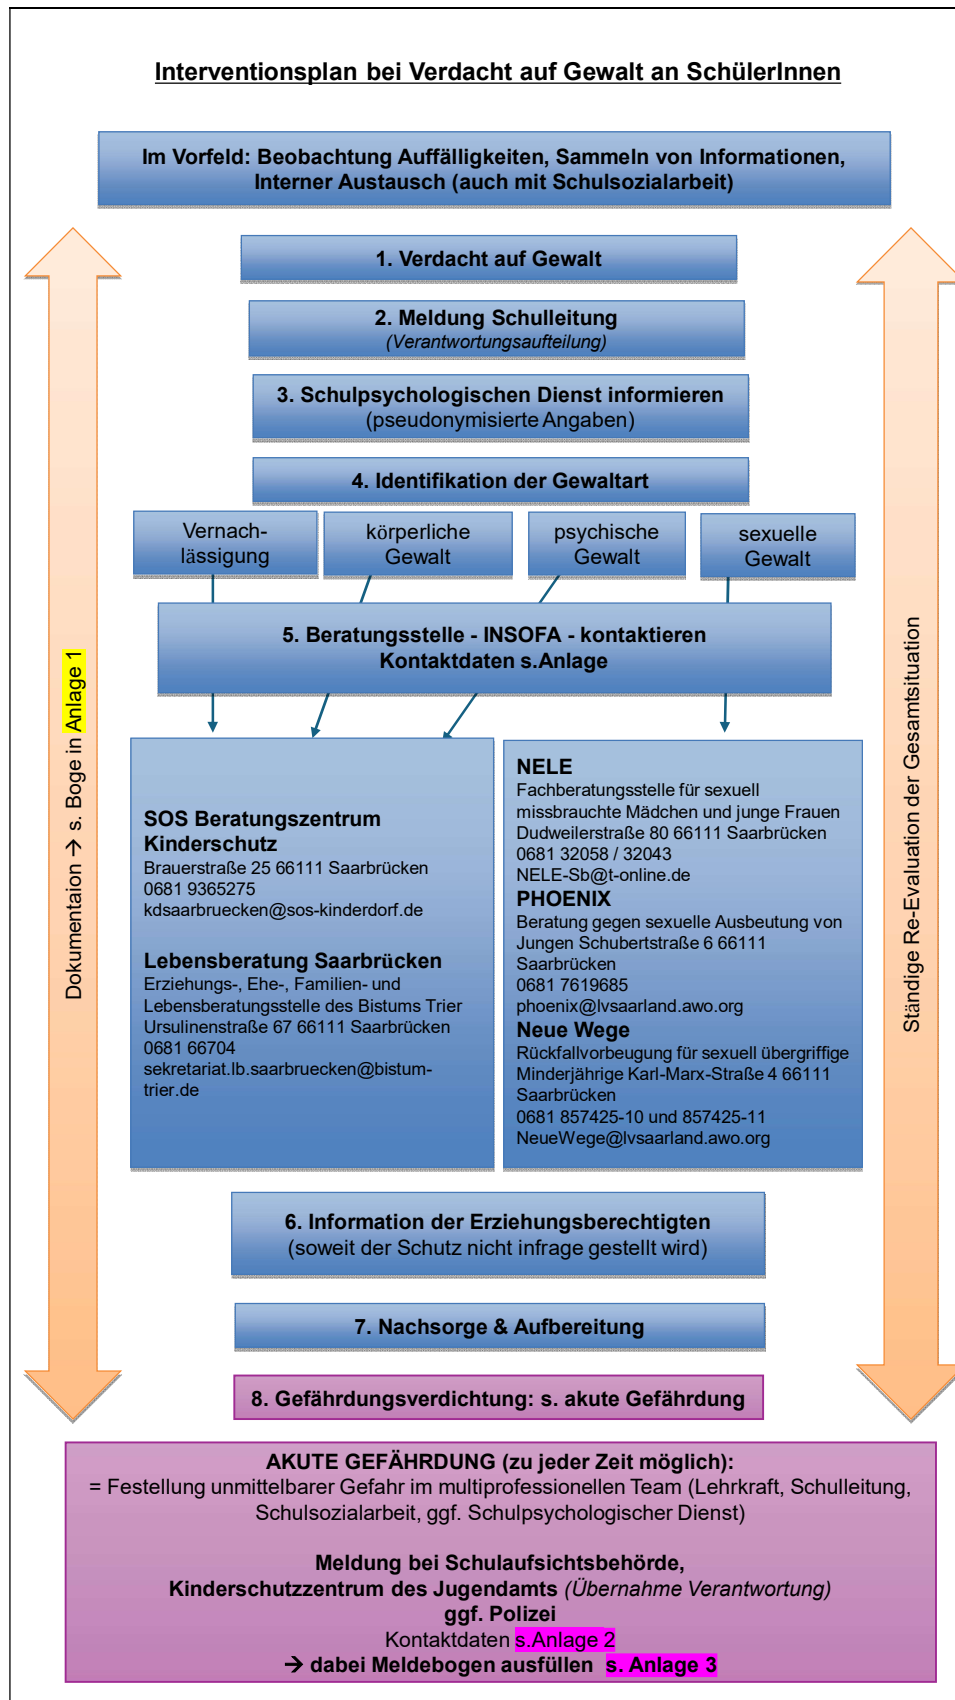 Interventionsplan bei Verdacht auf Gewalt an SchülerInnen
Im Vorfeld: Beobachtung Auffälligkeiten, Sammeln von Informationen,
Interner Austausch (auch mit Schulsozialarbeit)
1. Verdacht auf Gewalt
2. Meldung Schulleitung
(Verantwortungsaufteilung)
3. Schulpsychologischen Dienst informieren
(pseudonymisierte Angaben)
4. Identifikation der Gewaltart
Vernach-
lässigung
körperliche
Gewalt
psychische
Gewalt
sexuelle
Gewalt
5. Beratungsstelle - INSOFA - kontaktieren
Kontaktdaten s.Anlage
Dokumentaion → s. Boge in Anlage 1
Ständige Re-Evaluation der Gesamtsituation
SOS Beratungszentrum
Kinderschutz
Brauerstraße 25 66111 Saarbrücken
0681 9365275
kdsaarbruecken@sos-kinderdorf.de
Lebensberatung Saarbrücken
Erziehungs-, Ehe-, Familien- und
Lebensberatungsstelle des Bistums Trier
Ursulinenstraße 67 66111 Saarbrücken
0681 66704
sekretariat.lb.saarbruecken@bistum-
trier.de
NELE
Fachberatungsstelle für sexuell
missbrauchte Mädchen und junge Frauen
Dudweilerstraße 80 66111 Saarbrücken
0681 32058 / 32043
NELE-Sb@t-online.de
PHOENIX
Beratung gegen sexuelle Ausbeutung von
Jungen Schubertstraße 6 66111
Saarbrücken
0681 7619685
phoenix@lvsaarland.awo.org
Neue Wege
Rückfallvorbeugung für sexuell übergriffige
Minderjährige Karl-Marx-Straße 4 66111
Saarbrücken
0681 857425-10 und 857425-11
NeueWege@lvsaarland.awo.org
6. Information der Erziehungsberechtigten
(soweit der Schutz nicht infrage gestellt wird)
7. Nachsorge & Aufbereitung
8. Gefährdungsverdichtung: s. akute Gefährdung
AKUTE GEFÄHRDUNG (zu jeder Zeit möglich):
= Festellung unmittelbarer Gefahr im multiprofessionellen Team (Lehrkraft, Schulleitung,
Schulsozialarbeit, ggf. Schulpsychologischer Dienst)
Meldung bei Schulaufsichtsbehörde,
Kinderschutzzentrum des Jugendamts (Übernahme Verantwortung)
ggf. Polizei
Kontaktdaten s.Anlage 2
→ dabei Meldebogen ausfüllen s. Anlage 3